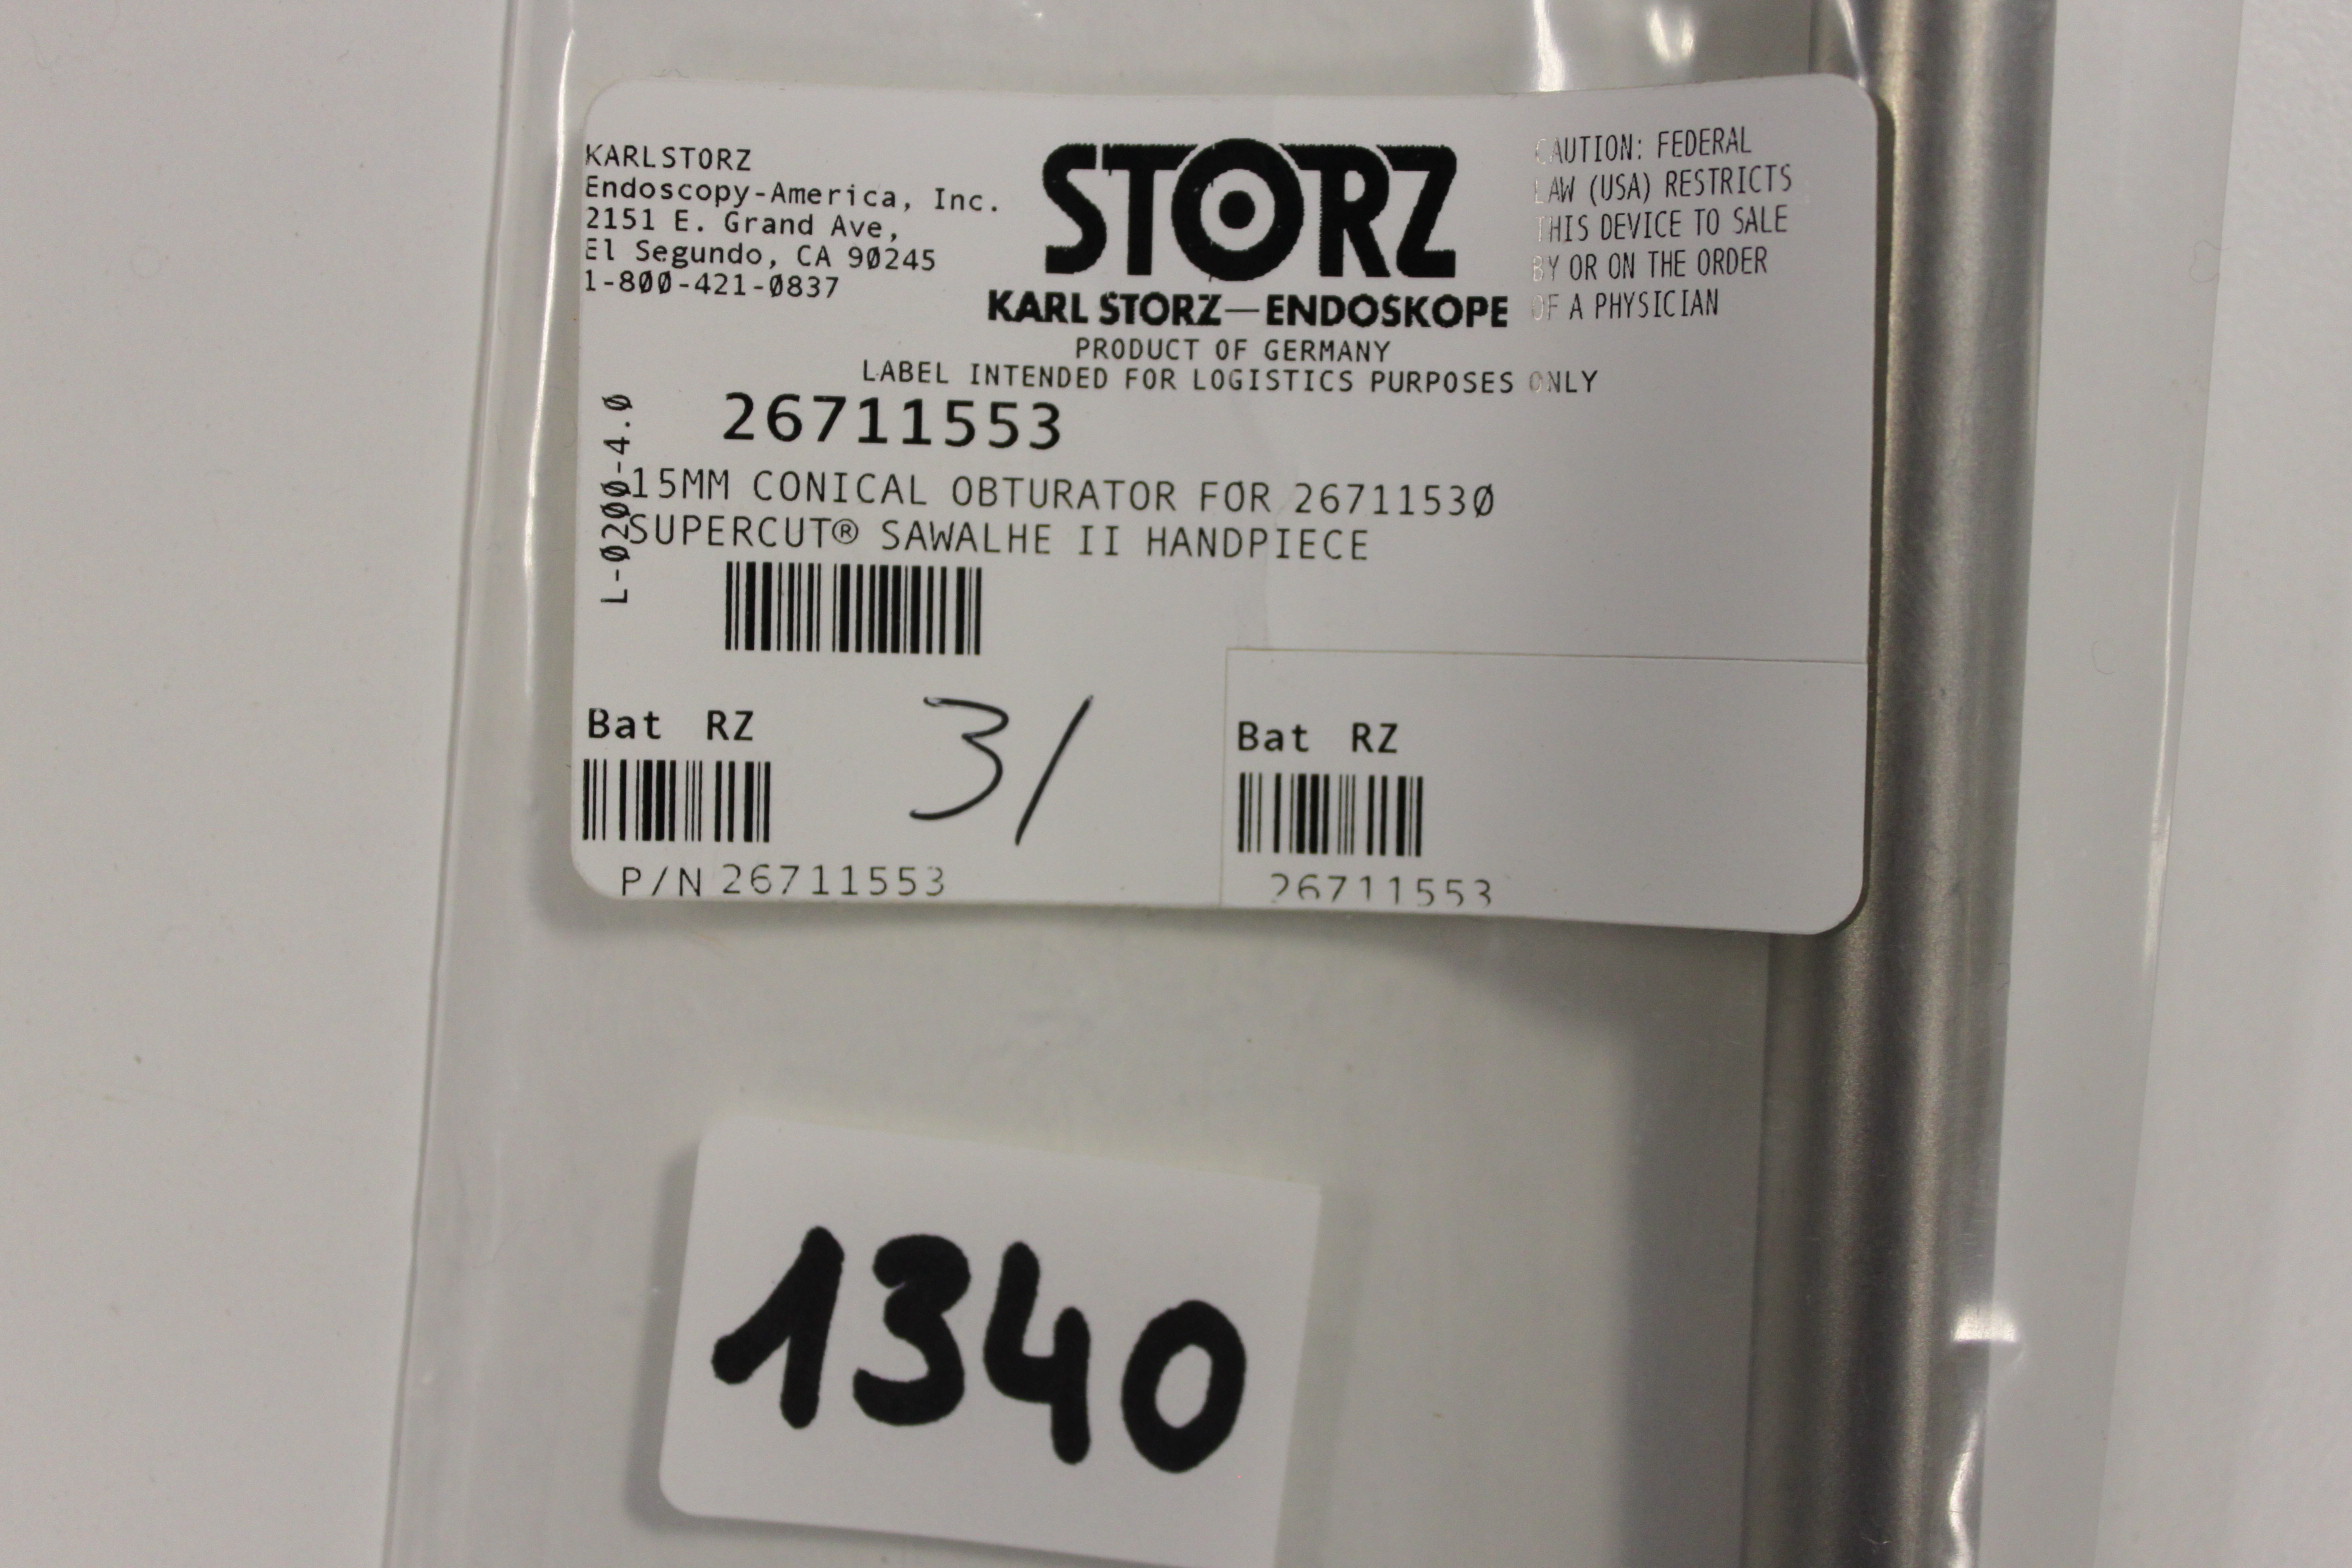 KARLSTORZ
Endoscopy-America, Inc.
2151 E. Grand Ave,
El Segundo, CA 90245
1-800-421-0837
STORZ
KARL STORZ—ENDOSKOPE
CAUTION: FEDERAL
LAW (USA) RESTRICTS
THIS DEVICE TO SALE
BY OR ON THE ORDER
OF A PHYSICIAN
PRODUCT OF GERMANY
LABEL INTENDED FOR LOGISTICS PURPOSES ONLY
L-0200-4.0
26711553
15MM CONICAL OBTURATOR FOR 26711530
SUPERCUT® SAWALHE II HANDPIECE
Bat RZ
31
P/N 26711553
Bat RZ
26711553
1340